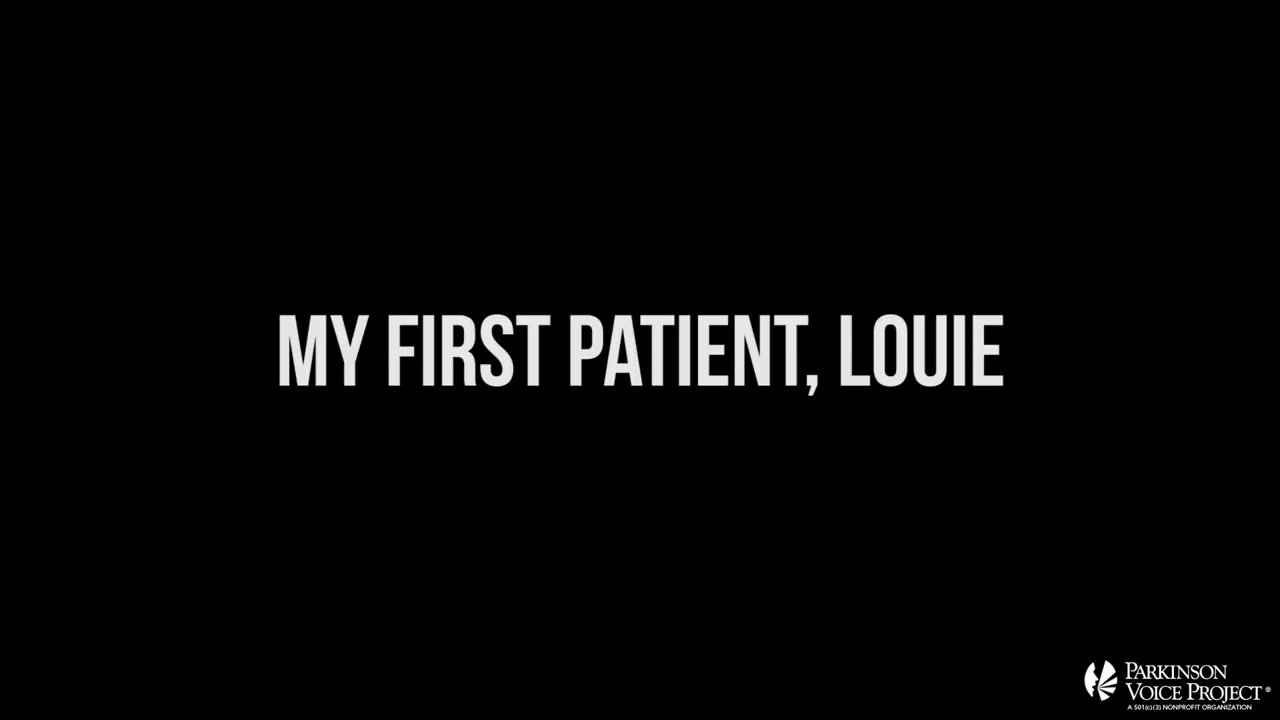 MY FIRST PATIENT, LOUIE
PARKINSON
VOICE PROJECT®
A 501(c)(3) NONPROFIT ORGANIZATION